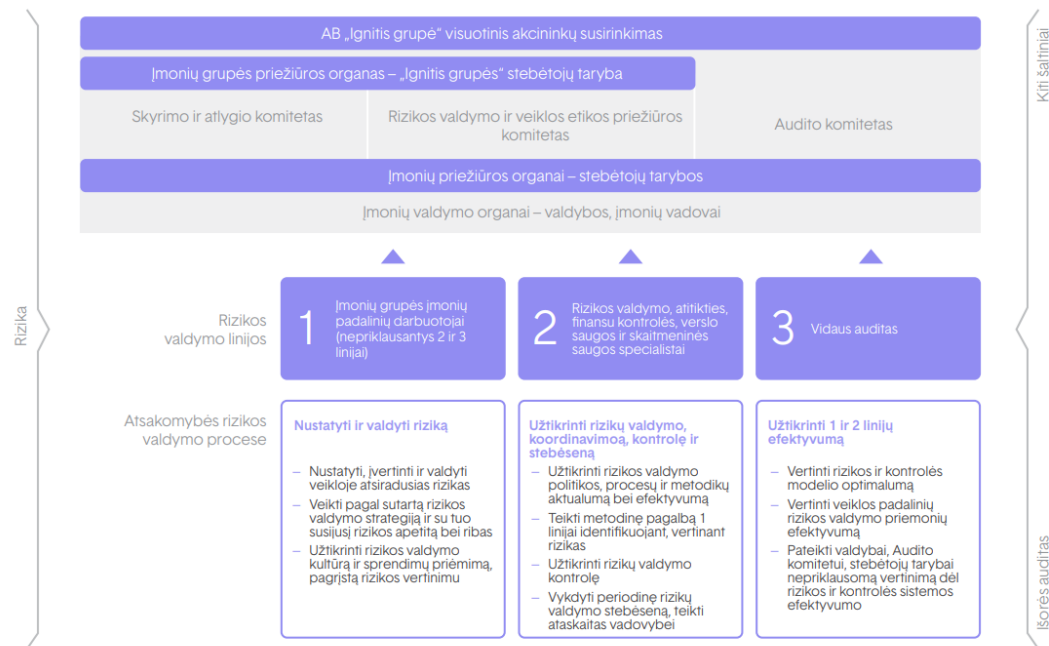 AB „Ignitis grupė“ visuotinis akcininkų susirinkimas
Įmonių grupės priežiūros organas – „Ignitis grupės“ stebėtojų taryba
Skyrimo ir atlygio komitetas
Rizikos valdymo ir veiklos etikos priežiūros
komitetas
Audito komitetas
Įmonių priežiūros organai – stebėtojų tarybos
Įmonių valdymo organai – valdybos, įmonių vadovai
Rizika
Kiti šaltiniai
Išorės auditas
Rizikos
valdymo linijos
1
Įmonių grupės įmonių
padalinių darbuotojai
(nepriklausantys 2 ir 3
linijai)
2
Rizikos valdymo, atitikties,
finansu kontrolės, verslo
saugos ir skaitmeninės
saugos specialistai
3
Vidaus auditas
Atsakomybės rizikos
valdymo procese
Nustatyti ir valdyti riziką
– Nustatyti, įvertinti ir valdyti
veikloje atsiradusias rizikas
– Veikti pagal sutartą rizikos
valdymo strategiją ir su tuo
susijusį rizikos apetitą bei ribas
– Užtikrinti rizikos valdymo
kultūrą ir sprendimų priėmimą,
pagrįstą rizikos vertinimu
Užtikrinti rizikų valdymo,
koordinavimoą, kontrolę ir
stebėseną
– Užtikrinti rizikos valdymo
politikos, procesų ir metodikų
aktualumą bei efektyvumą
– Teikti metodinę pagalbą 1
linijai identifikuojant, vertinant
rizikas
– Užtikrinti rizikų valdymo
kontrolę
– Vykdyti periodinę rizikų
valdymo stebėseną, teikti
ataskaitas vadovybei
Užtikrinti 1 ir 2 linijų
efektyvumą
– Vertinti rizikos ir kontrolės
modelio optimalumą
– Vertinti veiklos padalinių
rizikos valdymo priemonių
efektyvumą
– Pateikti valdybai, Audito
komitetui, stebėtojų tarybai
nepriklausomą vertinimą dėl
rizikos ir kontrolės sistemos
efektyvumo